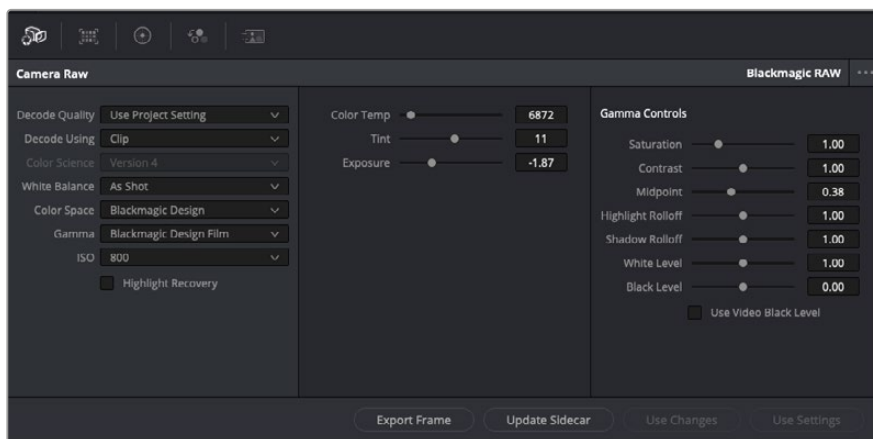 Camera Raw
Blackmagic RAW
Decode Quality Use Project Setting
Decode Using Clip
Color Science Version 4
White Balance As Shot
Color Space Blackmagic Design
Gamma Blackmagic Design Film
ISO 800
Highlight Recovery
Color Temp 6872
Tint 11
Exposure -1.87
Gamma Controls
Saturation 1.00
Contrast 1.00
Midpoint 0.38
Highlight Rolloff 1.00
Shadow Rolloff 1.00
White Level 1.00
Black Level 0.00
Use Video Black Level
Export Frame
Update Sidecar
Use Changes
Use Settings